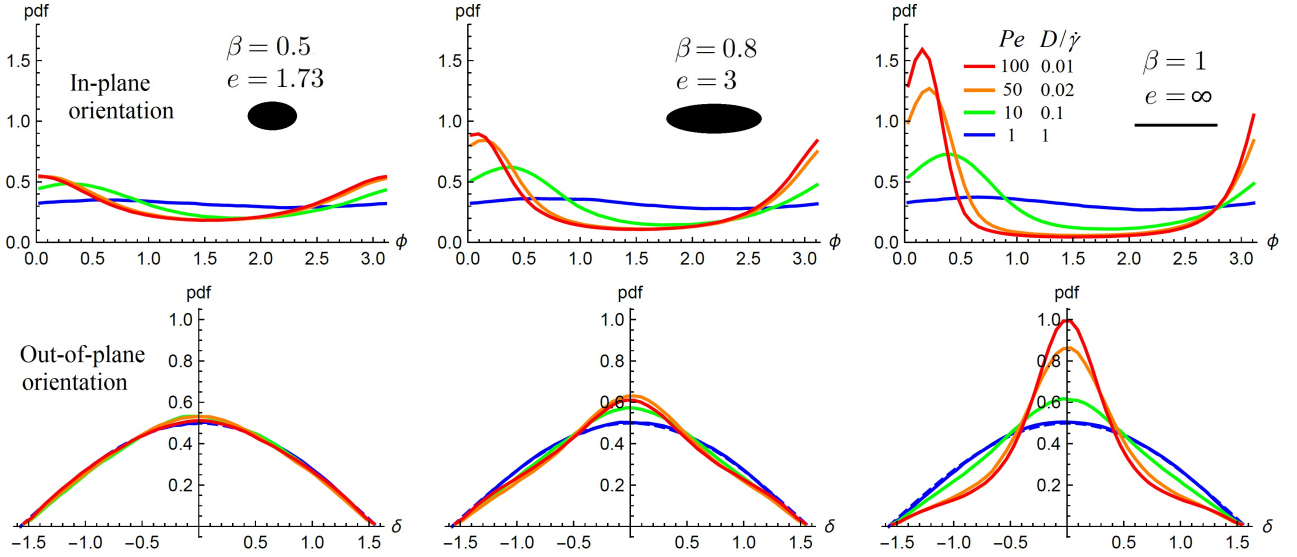 pdf
1.5
1.0
0.5
0.0
0.0 0.5 1.0 1.5 2.0 2.5 3.0
ϕ
In-plane
orientation
β = 0.5
e = 1.73
pdf
1.5
1.0
0.5
0.0
0.0 0.5 1.0 1.5 2.0 2.5 3.0
ϕ
β = 0.8
e = 3
pdf
1.5
1.0
0.5
0.0
0.0 0.5 1.0 1.5 2.0 2.5 3.0
ϕ
Pe D/γ̇
100 0.01
50 0.02
10 0.1
1 1
β = 1
e = ∞
pdf
1.0
0.8
0.6
0.4
0.2
-1.5 -1.0 -0.5 0.5 1.0 1.5
δ
Out-of-plane
orientation
pdf
1.0
0.8
0.6
0.4
0.2
-1.5 -1.0 -0.5 0.5 1.0 1.5
δ
pdf
1.0
0.8
0.6
0.4
0.2
-1.5 -1.0 -0.5 0.5 1.0 1.5
δ